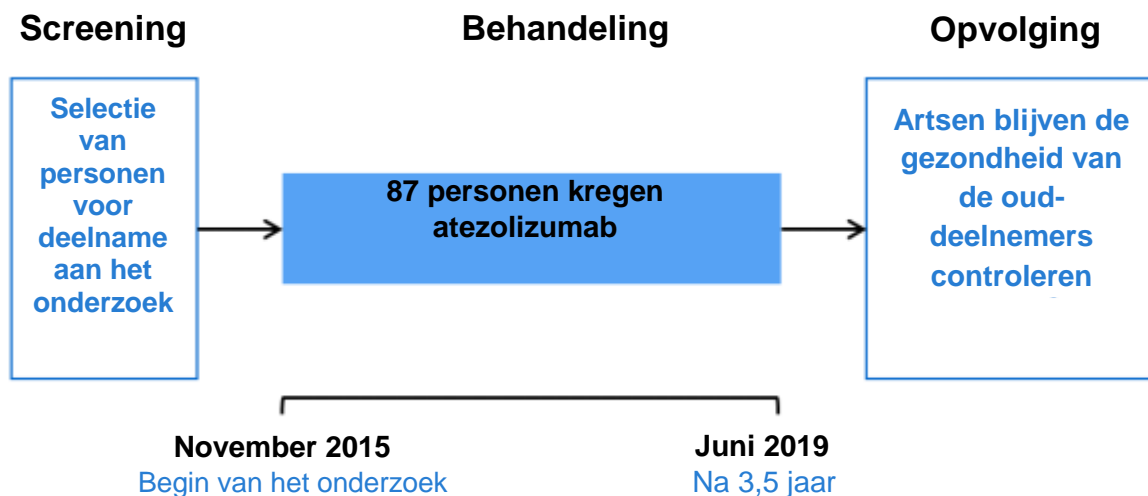 Screening
Behandeling
Opvolging
Selectie
van
personen
voor
deelname
aan het
onderzoek
87 personen kregen
atezolizumab
Artsen blijven de
gezondheid van
de oud-
deelnemers
controleren
November 2015
Begin van het onderzoek
Juni 2019
Na 3,5 jaar